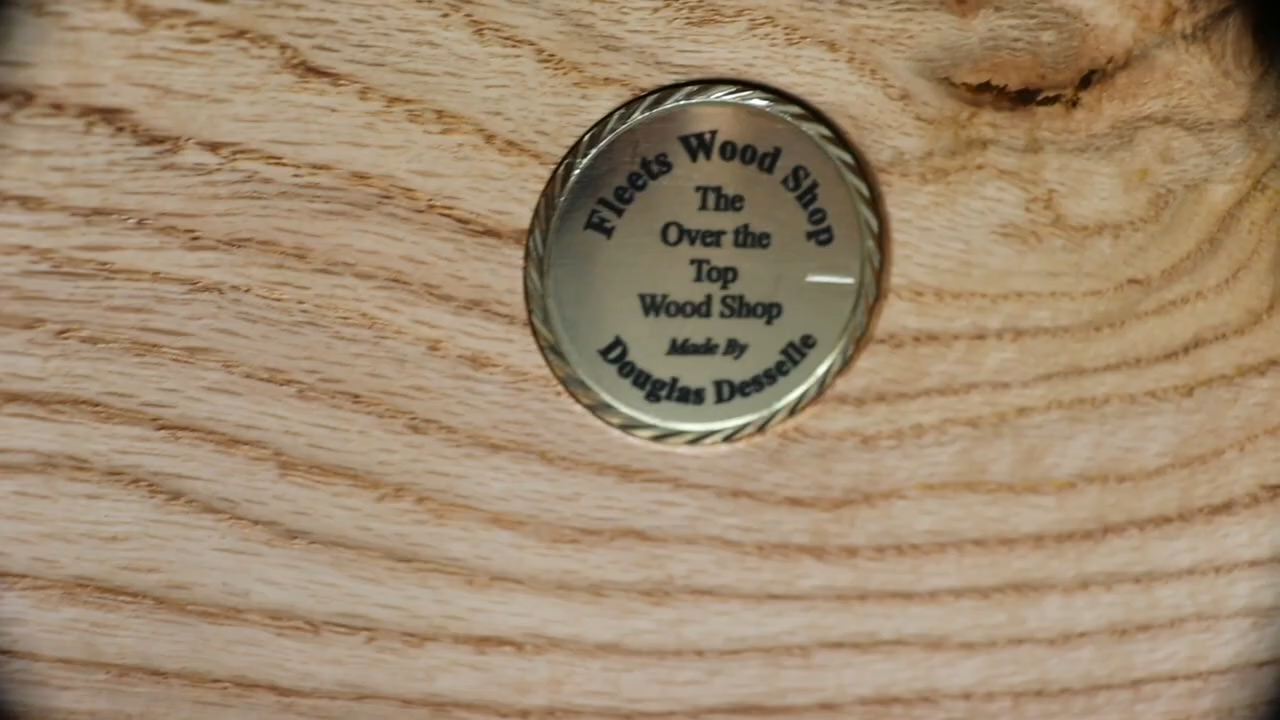 Fleets Wood Shop
The
Over the
Top
Wood Shop
Made By
Douglas Desselle